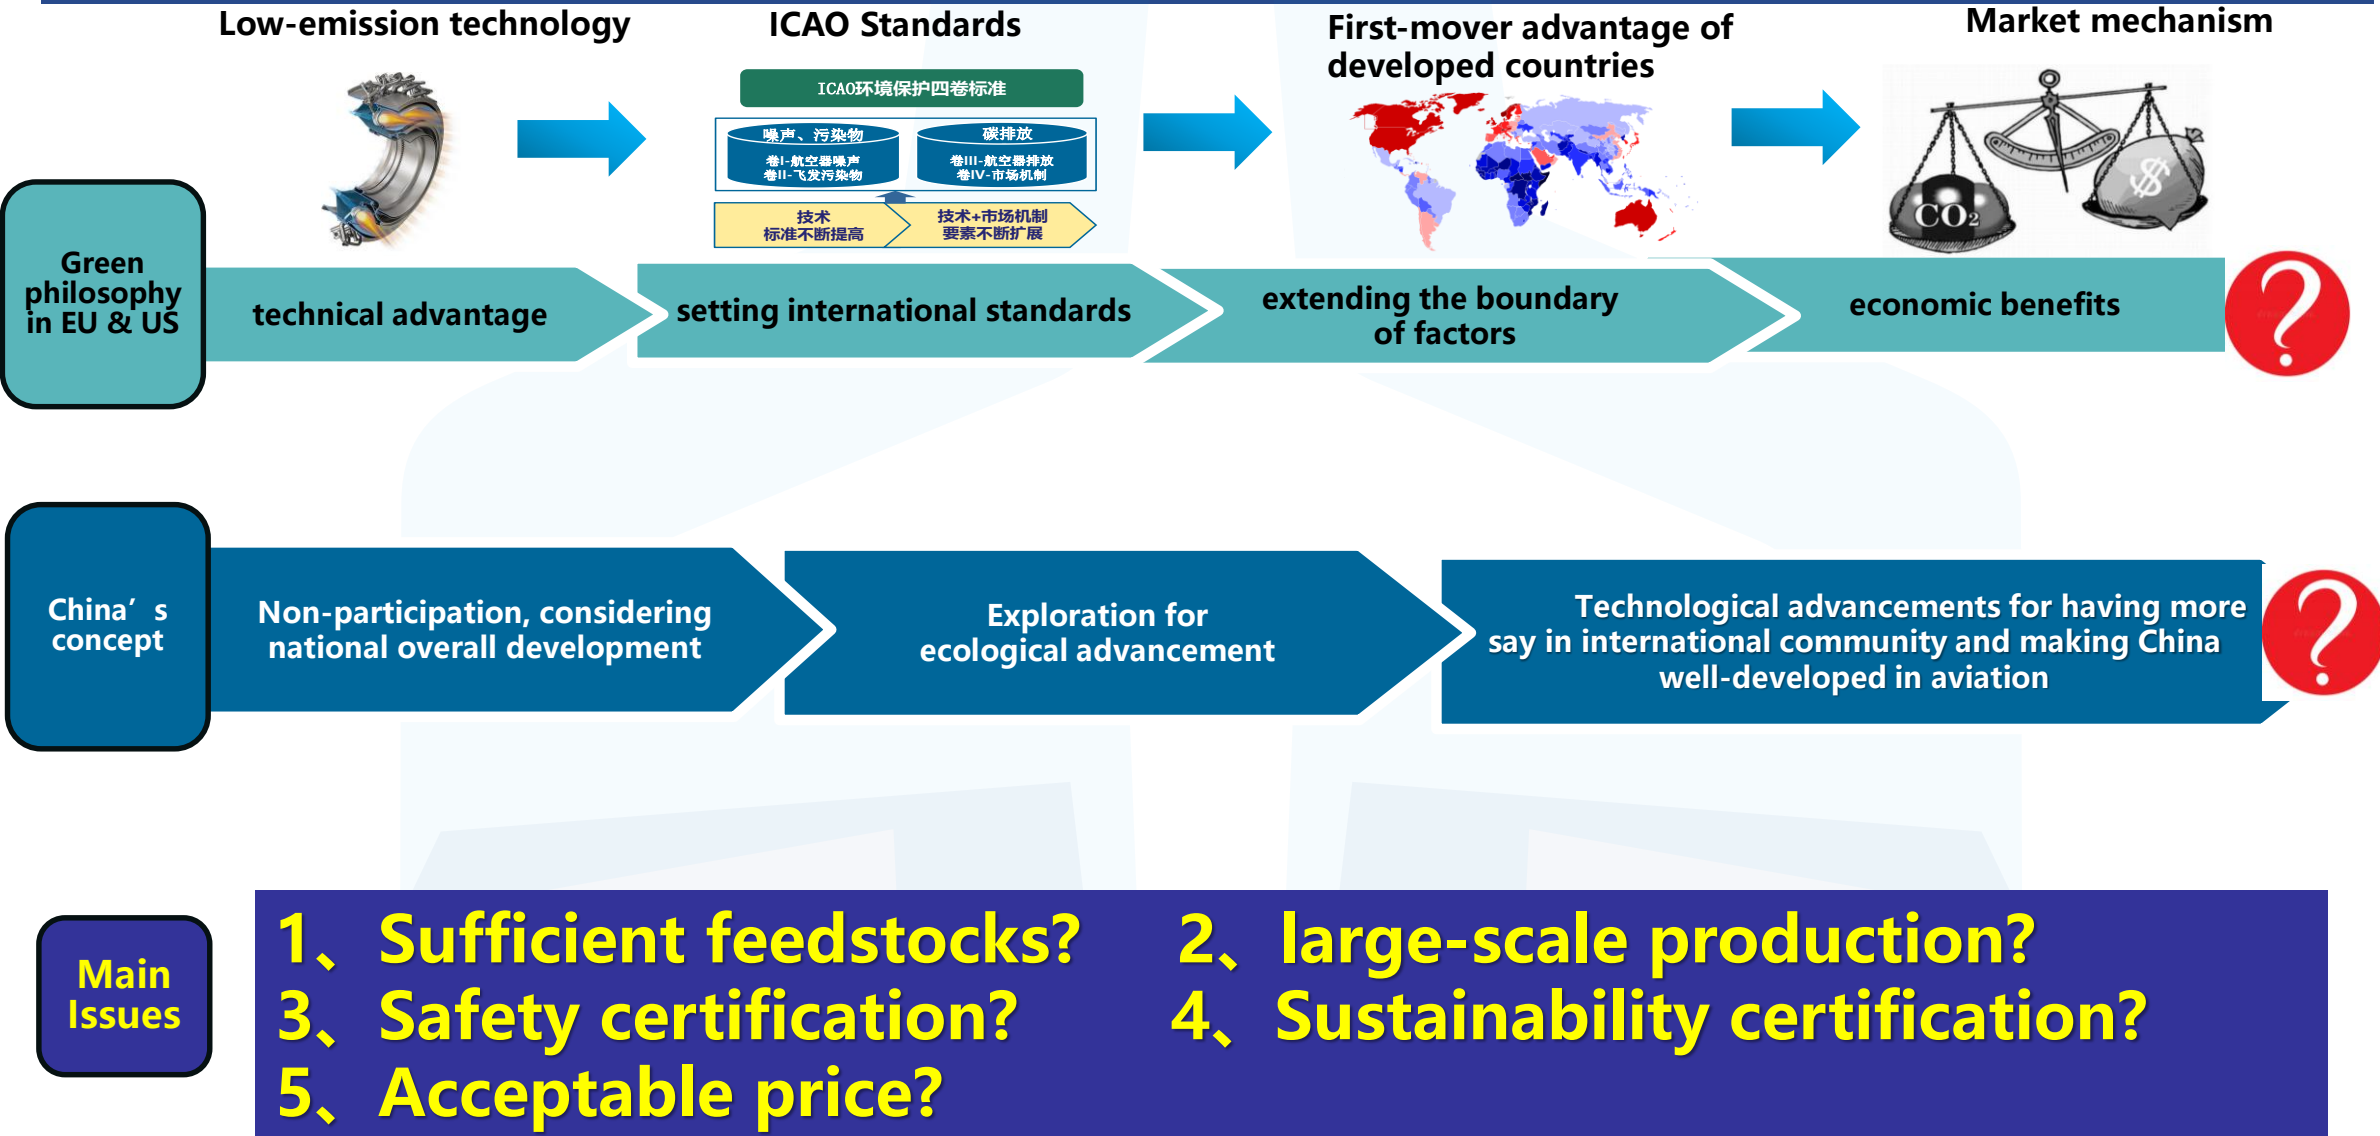 Low-emission technology
ICAO Standards
First-mover advantage of
developed countries
Market mechanism
ICAO环境保护四卷标准
噪声、污染物
卷I-航空器噪声
卷II-飞发污染物
碳排放
卷III-航空器排放
卷IV-市场机制
技术
标准不断提高
技术+市场机制
要素不断扩展
CO2
$
Green
philosophy
in EU & US
technical advantage
setting international standards
extending the boundary
of factors
economic benefits
?
China’s
concept
Non-participation, considering
national overall development
Exploration for
ecological advancement
Technological advancements for having more
say in international community and making China
well-developed in aviation
?
Main
Issues
1、Sufficient feedstocks? 2、large-scale production?
3、Safety certification? 4、Sustainability certification?
5、Acceptable price?